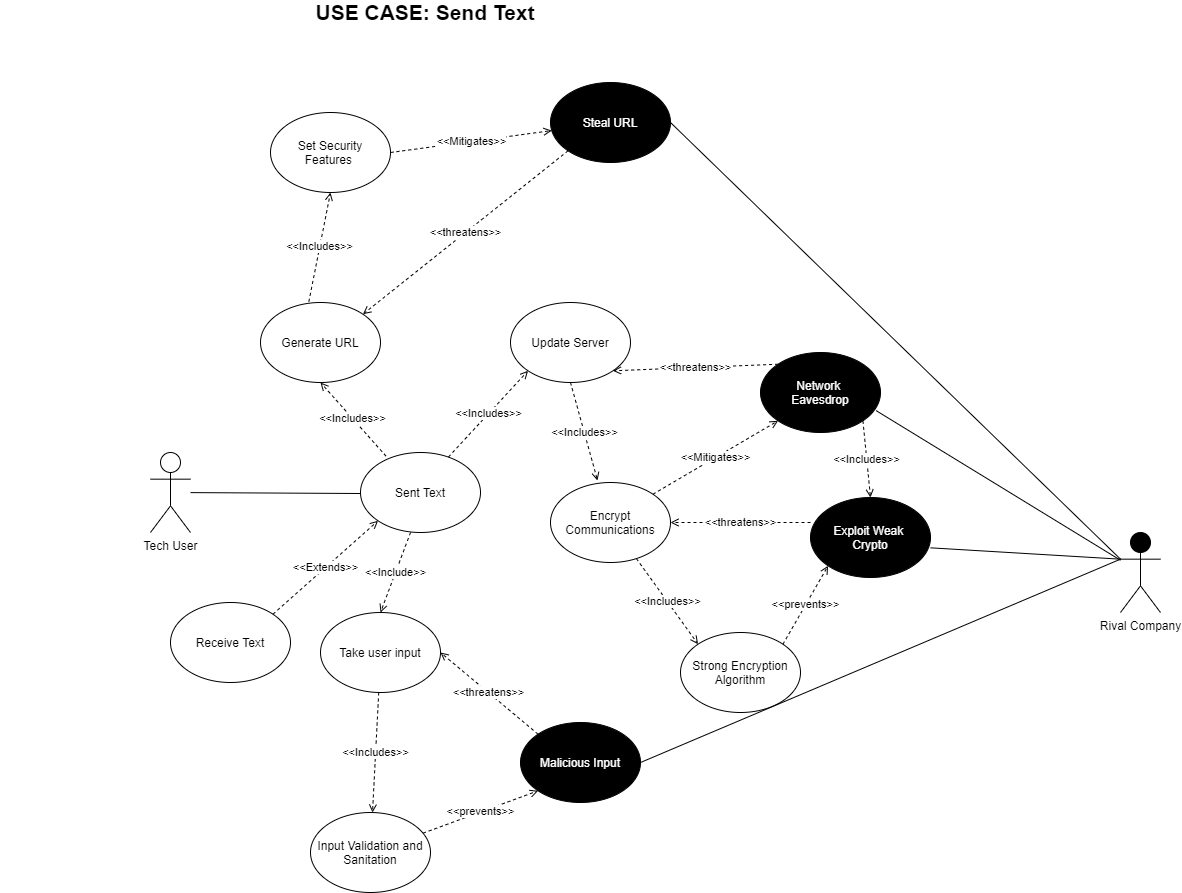 USE CASE: Send Text
Steal URL
Set Security
Features
<<Mitigates>>
<<threatens>>
<<Includes>>
Generate URL
Update Server
<<threatens>>
Network
Eavesdrop
<<Includes>>
<<Includes>>
<<Includes>>
<<Mitigates>>
<<Includes>>
Sent Text
Encrypt
Communications
<<threatens>>
Exploit Weak
Crypto
Tech User
<<Extends>>
<<Include>>
<<Includes>>
<<prevents>>
Rival Company
Receive Text
Take user input
Strong Encryption
Algorithm
<<threatens>>
<<Includes>>
Malicious Input
<<prevents>>
Input Validation and
Sanitation